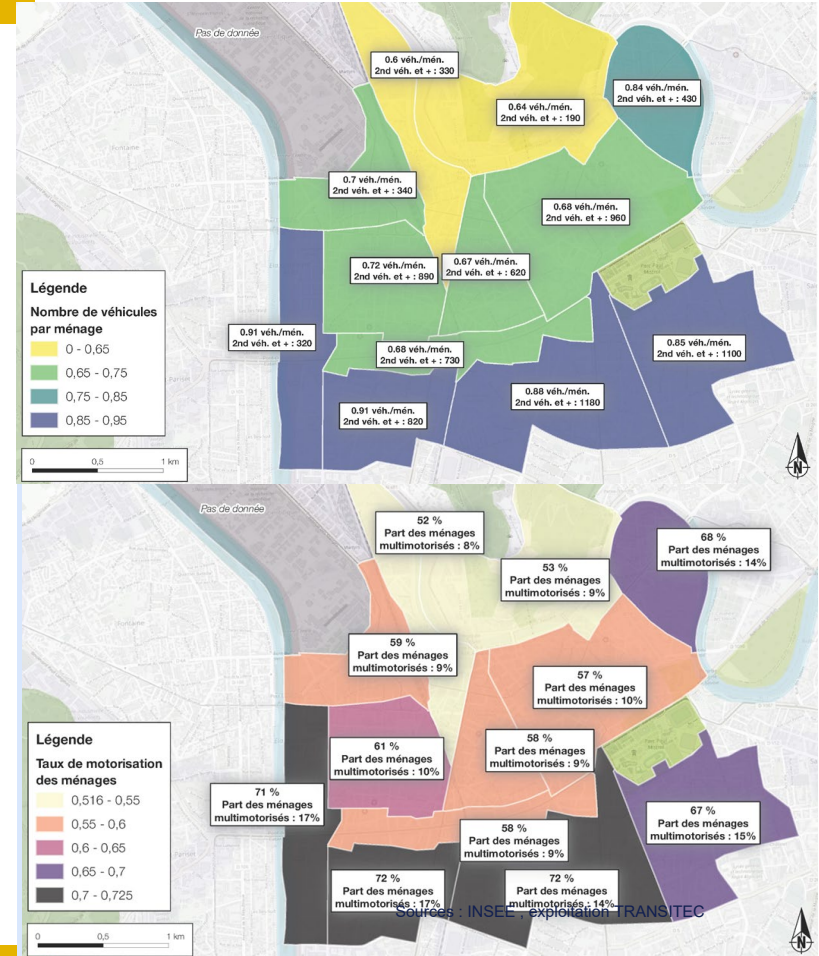 Pas de donnée
0.6 véh./mén.
2nd véh. et + : 330
0.84 véh./mén.
2nd véh. et + : 430
0.64 véh./mén.
2nd véh. et + : 190
0.7 véh./mén.
2nd véh. et + : 340
0.68 véh./mén.
2nd véh. et + : 960
0.72 véh./mén.
2nd véh. et + : 890
0.67 véh./mén.
2nd véh. et + : 620
0.91 véh./mén.
2nd véh. et + : 320
0.68 véh./mén.
2nd véh. et + : 730
0.85 véh./mén.
2nd véh. et + : 1100
0.88 véh./mén.
2nd véh. et + : 1180
0.91 véh./mén.
2nd véh. et + : 820
Légende
Nombre de véhicules
par ménage
0 - 0,65
0,65 - 0,75
0,75 - 0,85
0,85 - 0,95
0 0,5 1 km
N
Pas de donnée
52 %
Part des ménages
multimotorisés : 8%
68 %
Part des ménages
multimotorisés : 14%
53 %
Part des ménages
multimotorisés : 9%
59 %
Part des ménages
multimotorisés : 9%
57 %
Part des ménages
multimotorisés : 10%
61 %
Part des ménages
multimotorisés : 10%
58 %
Part des ménages
multimotorisés : 9%
71 %
Part des ménages
multimotorisés : 17%
67 %
Part des ménages
multimotorisés : 15%
58 %
Part des ménages
multimotorisés : 9%
72 %
Part des ménages
multimotorisés : 17%
72 %
Part des ménages
multimotorisés : 14%
Légende
Taux de motorisation
des ménages
0,516 - 0,55
0,55 - 0,6
0,6 - 0,65
0,65 - 0,7
0,7 - 0,725
Sources : INSEE , exploitation TRANSITEC
0 0,5 1 km
N